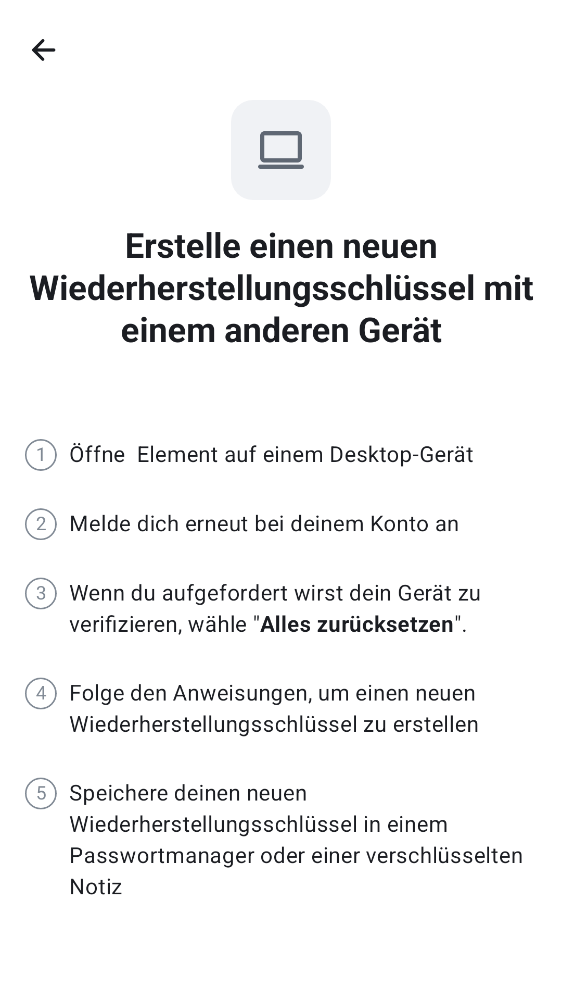 Erstelle einen neuen
Wiederherstellungsschlüssel mit
einem anderen Gerät
1 Öffne  Element auf einem Desktop-Gerät
2 Melde dich erneut bei deinem Konto an
3 Wenn du aufgefordert wirst dein Gerät zu
verifizieren, wähle "Alles zurücksetzen".
4 Folge den Anweisungen, um einen neuen
Wiederherstellungsschlüssel zu erstellen
5 Speichere deinen neuen
Wiederherstellungsschlüssel in einem
Passwortmanager oder einer verschlüsselten
Notiz